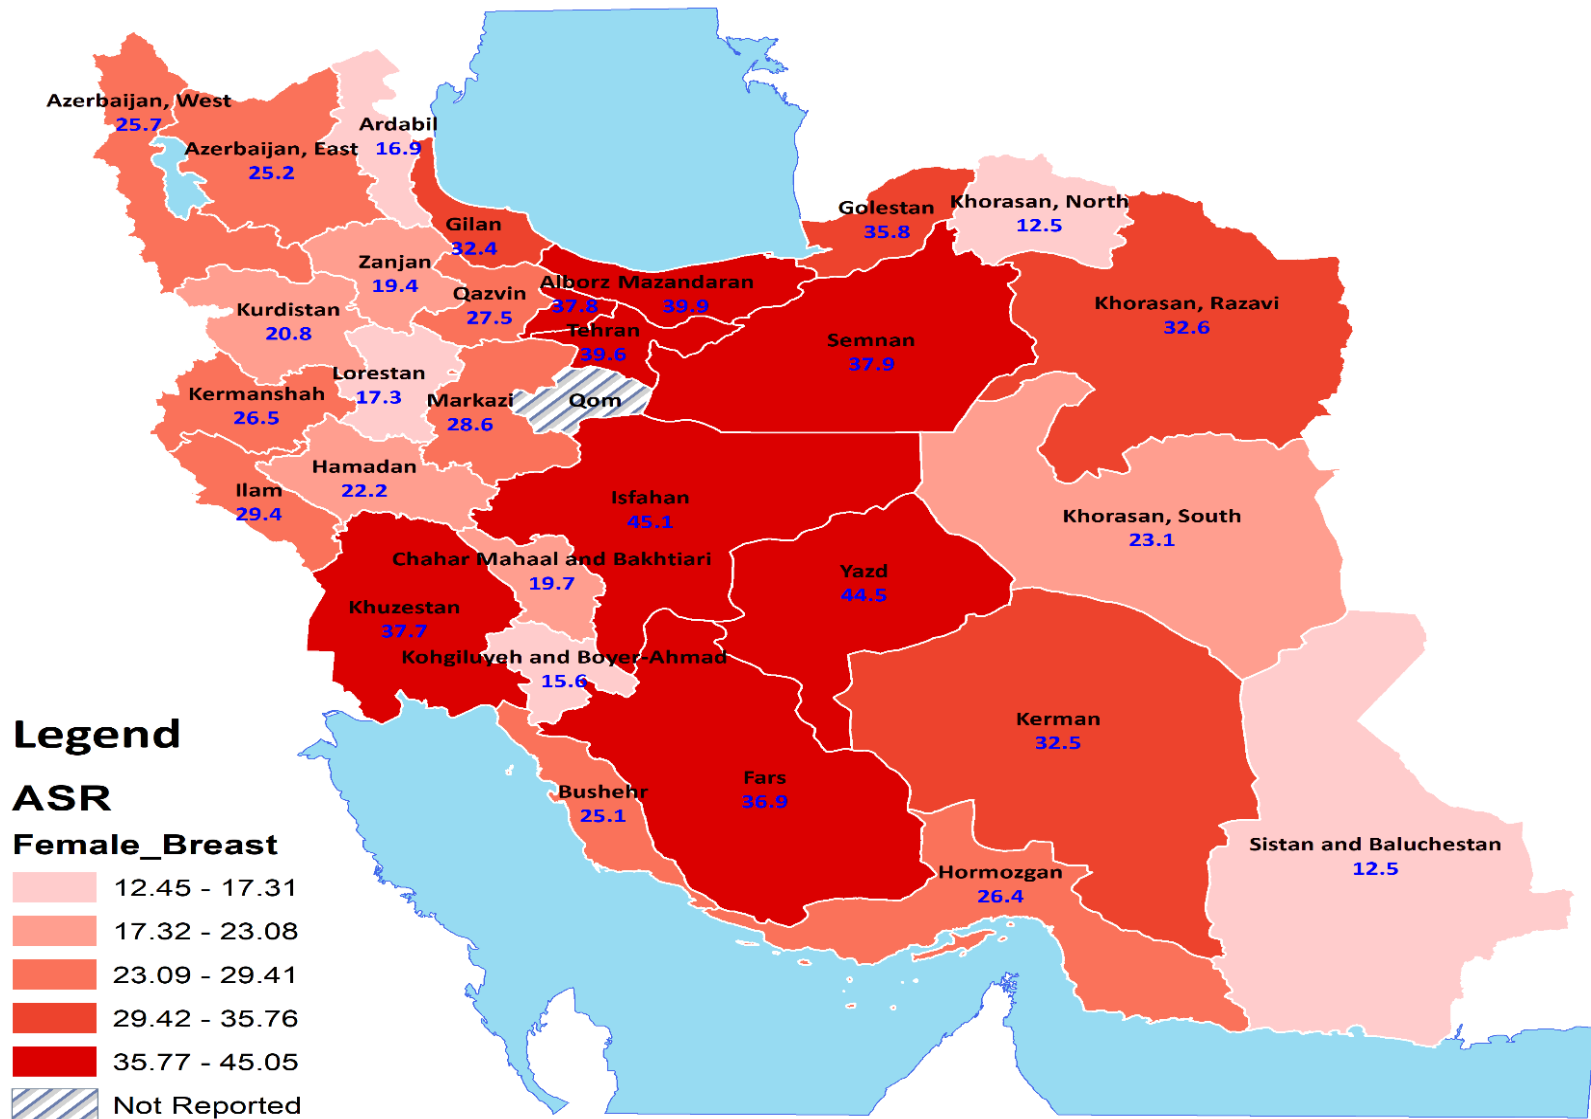 Azerbaijan, West
25.7
Azerbaijan, East
25.2
Ardabil
16.9
Gilan
32.4
Zanjan
19.4
Qazvin
27.5
Alborz
37.8
Mazandaran
39.9
Golestan
35.8
Khorasan, North
12.5
Khorasan, Razavi
32.6
Kurdistan
20.8
Tehran
39.6
Semnan
37.9
Lorestan
17.3
Kermanshah
26.5
Markazi
28.6
Qom
Hamadan
22.2
Ilam
29.4
Isfahan
45.1
Khorasan, South
23.1
Chahar Mahaal and Bakhtiari
19.7
Yazd
44.5
Khuzestan
37.7
Kohgiluyeh and Boyer-Ahmad
15.6
Kerman
32.5
Fars
36.9
Bushehr
25.1
Hormozgan
26.4
Sistan and Baluchestan
12.5
Legend
ASR
Female_Breast
12.45 - 17.31
17.32 - 23.08
23.09 - 29.41
29.42 - 35.76
35.77 - 45.05
Not Reported